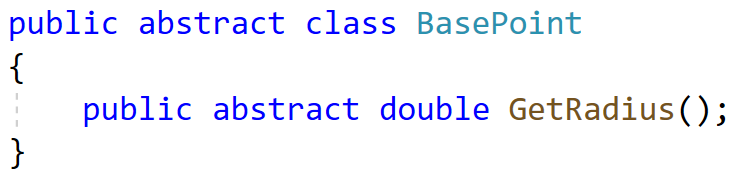 public abstract class BasePoint
{
    public abstract double GetRadius();
}